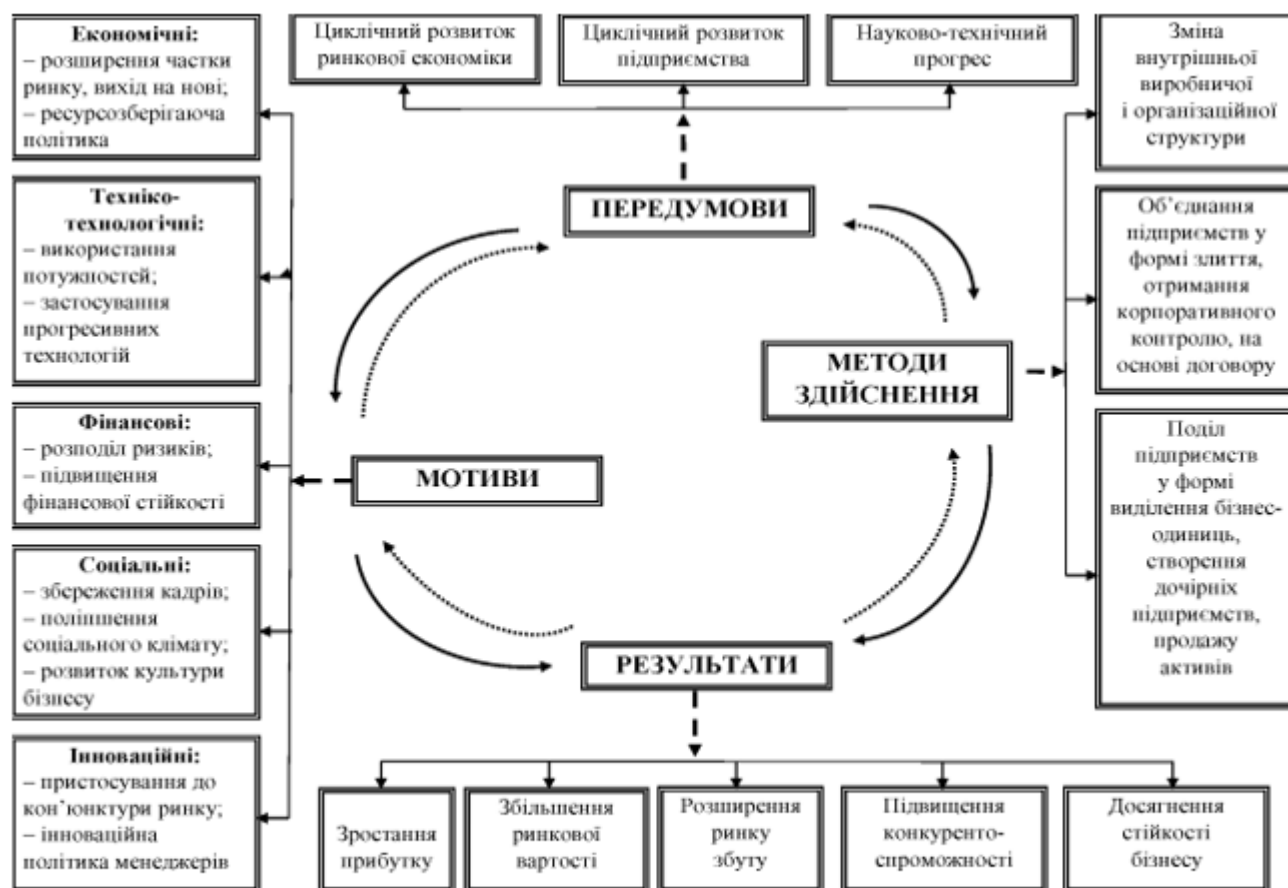 Економічні:
– розширення частки
ринку, вихід на нові;
– ресурсозберігаюча
політика
Техніко-
технологічні:
– використання
потужностей;
– застосування
прогресивних
технологій
Фінансові:
– розподіл ризиків;
– підвищення
фінансової стійкості
Соціальні:
– збереження кадрів;
– поліпшення
соціального клімату;
– розвиток культури
бізнесу
Інноваційні:
– пристосування до
кон’юнктури ринку;
– інноваційна
політика менеджерів
Циклічний розвиток
ринкової економіки
Циклічний розвиток
підприємства
Науково-технічний
прогрес
ПЕРЕДУМОВИ
МЕТОДИ
ЗДІЙСНЕННЯ
МОТИВИ
РЕЗУЛЬТАТИ
Зміна
внутрішньої
виробничої
і організаційної
структури
Об’єднання
підприємств у
формі злиття,
отримання
корпоративного
контролю, на
основі договору
Поділ
підприємств
у формі
виділення бізнес-
одиниць,
створення
дочірніх
підприємств,
продажу
активів
Зростання
прибутку
Збільшення
ринкової
вартості
Розширення
ринку
збуту
Підвищення
конкуренто-
спроможності
Досягнення
стійкості
бізнесу